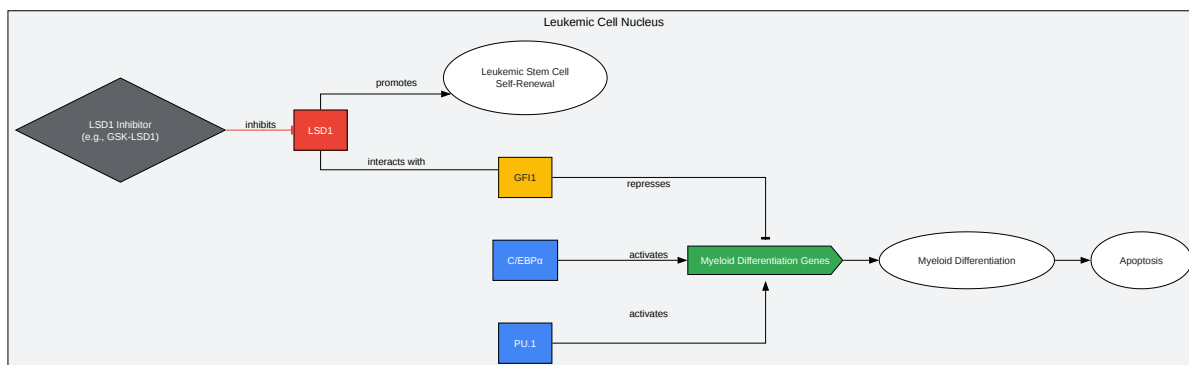 Leukemic Cell Nucleus
Leukemic Stem Cell
Self-Renewal
promotes
LSD1 Inhibitor
(e.g., GSK-LSD1)
inhibits
LSD1
interacts with
GFI1
represses
C/EBPα
activates
Myeloid Differentiation Genes
Myeloid Differentiation
Apoptosis
activates
PU.1